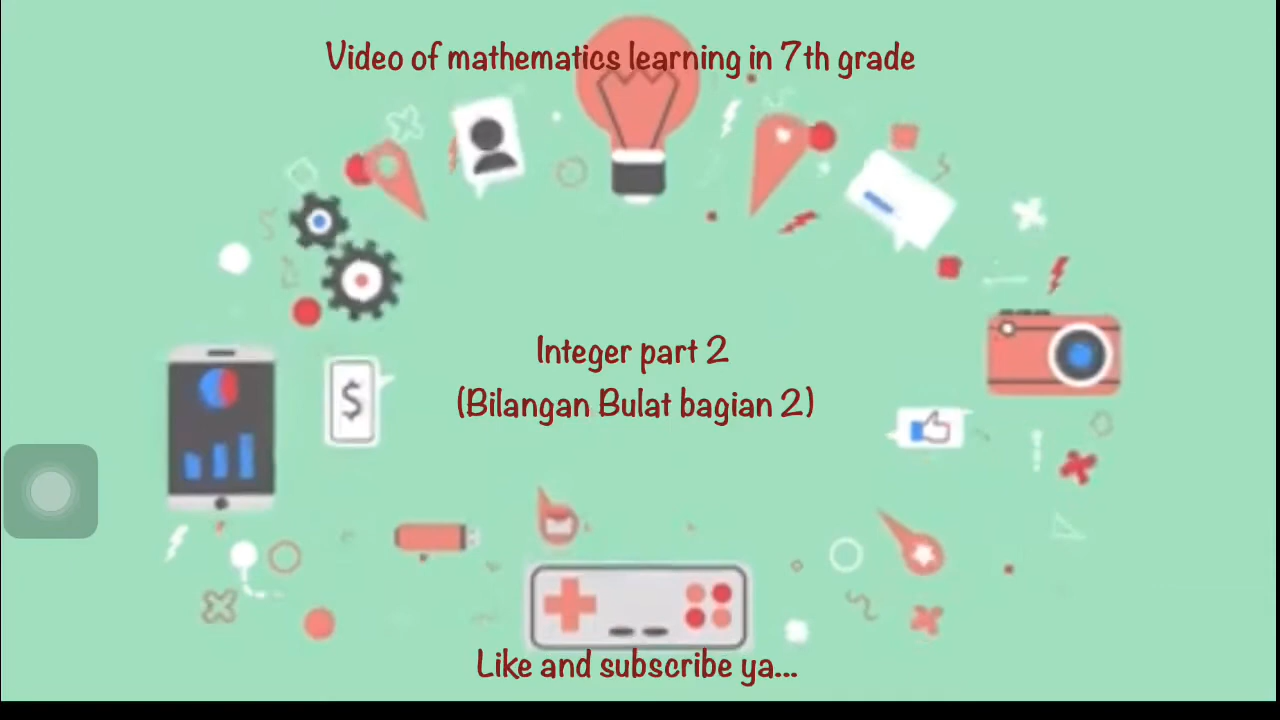 Video of mathematics learning in 7th grade
Integer part 2
(Bilangan Bulat bagian 2)
$
Like and subscribe ya...